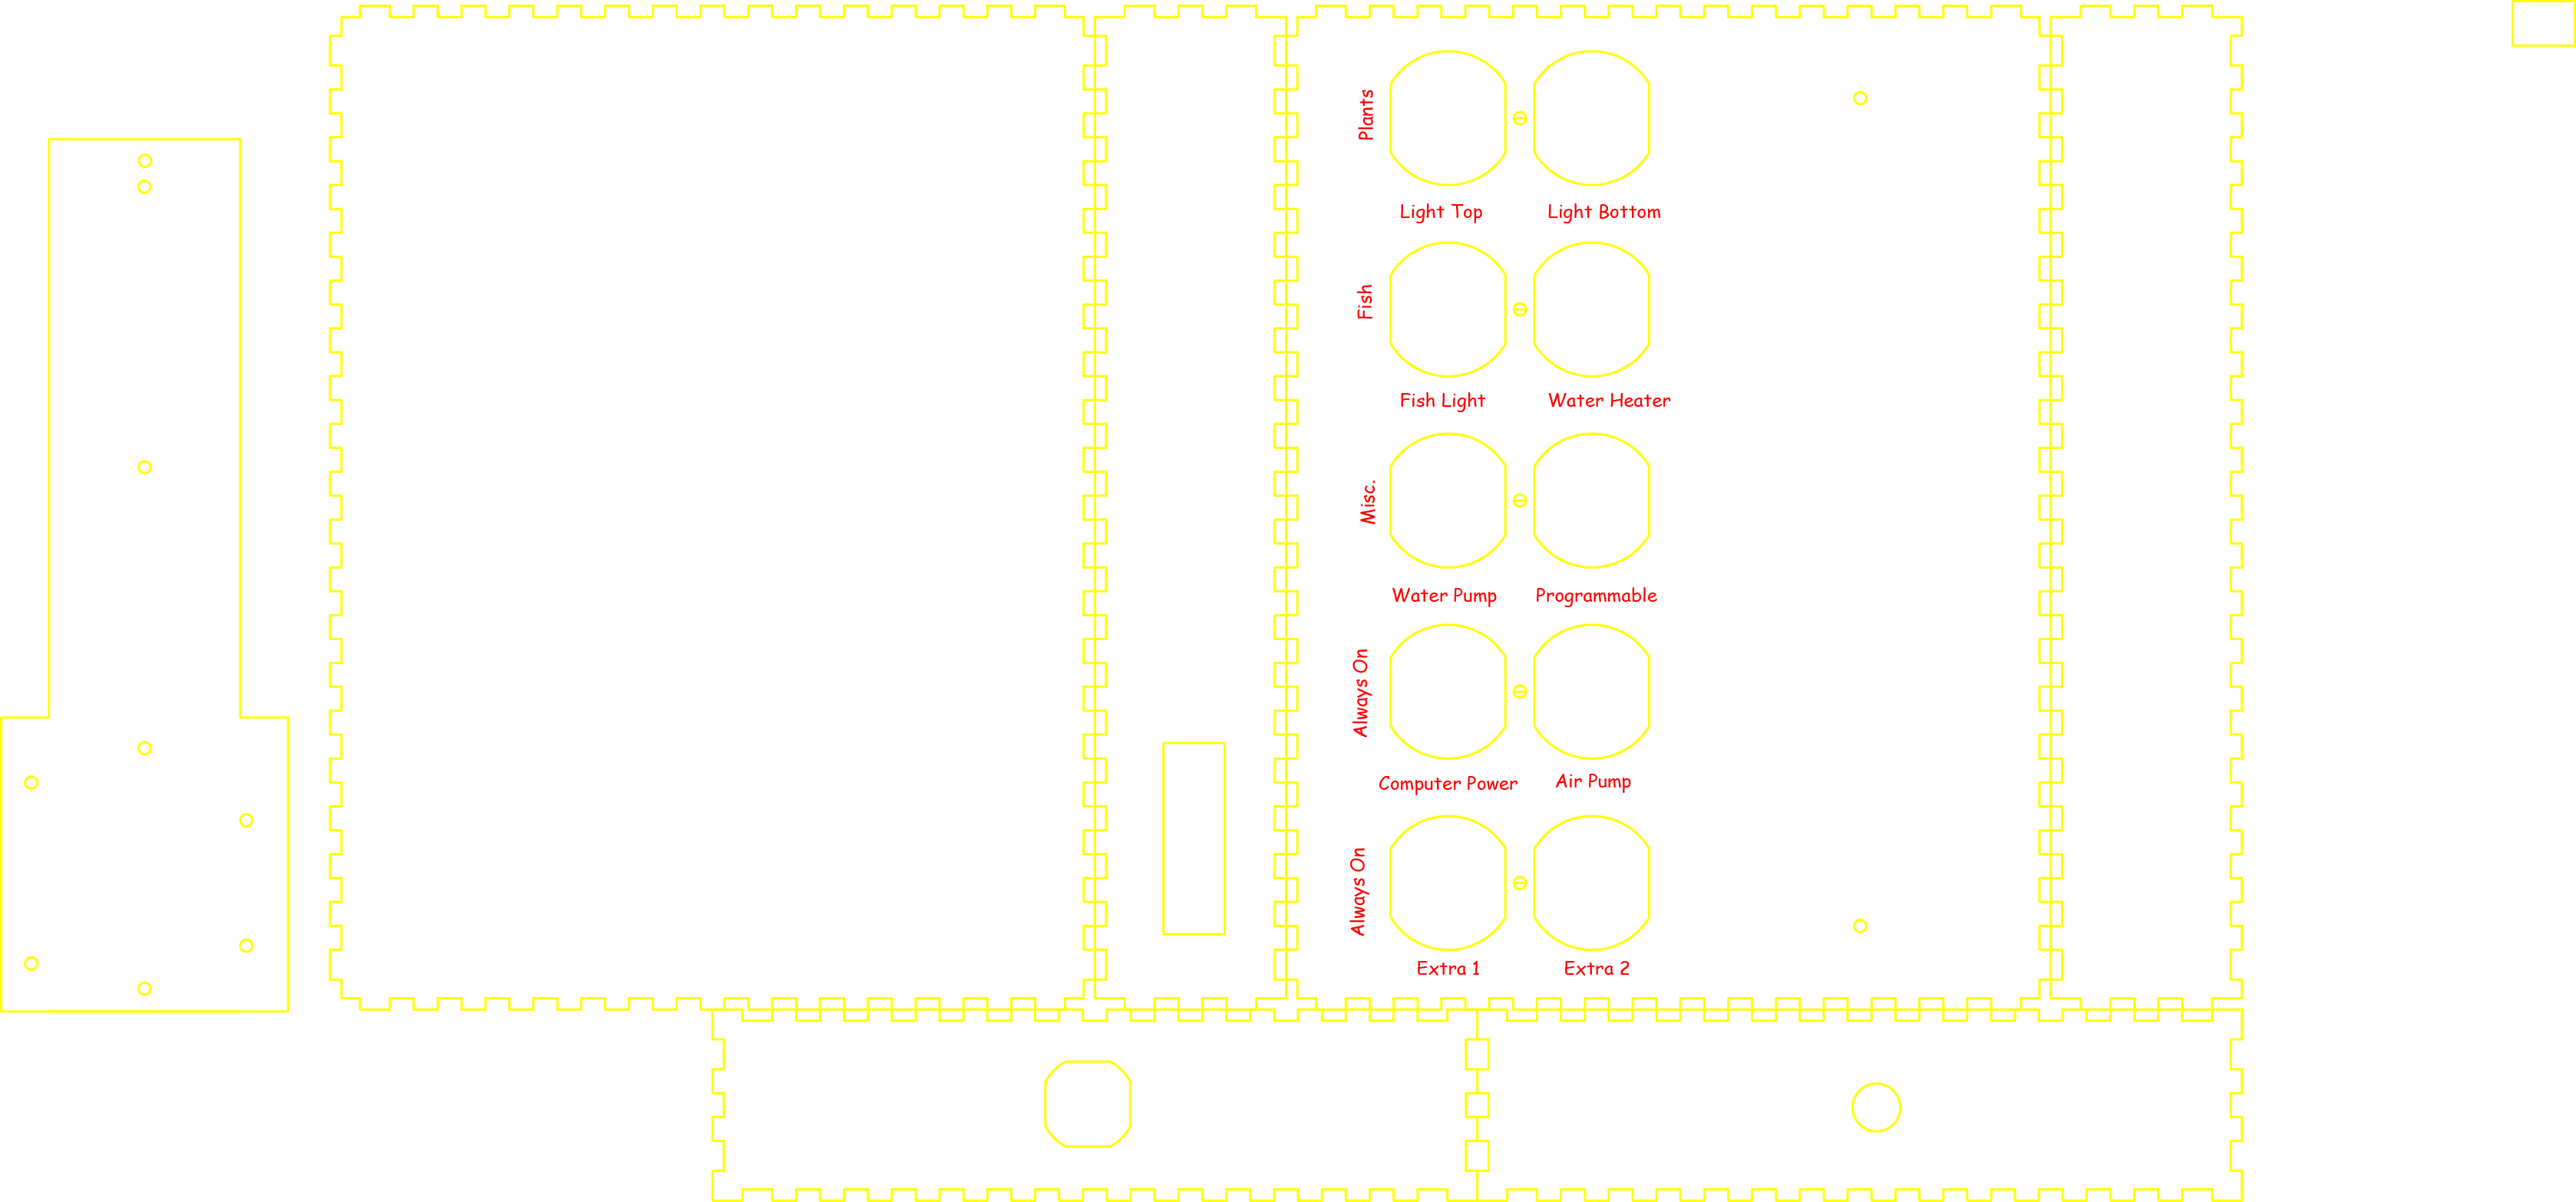 Plants
Light Top
Light Bottom
Fish
Fish Light
Water Heater
Misc.
Water Pump
Programmable
Always On
Computer Power
Air Pump
Always On
Extra 1
Extra 2